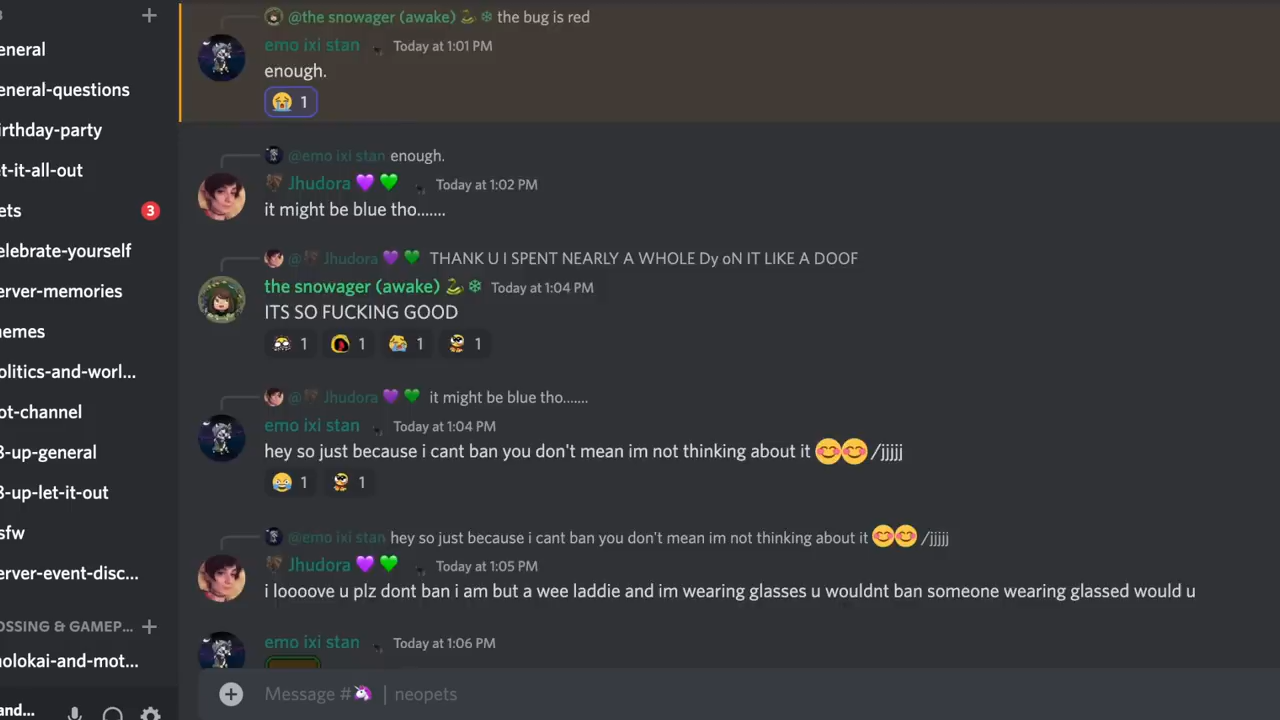 eneral
eneral-questions
irthday-party
et-it-all-out
ets
3
elebrate-yourself
erver-memories
nemes
olitics-and-worl...
ot-channel
8-up-general
8-up-let-it-out
sfw
erver-event-disc...
OSSING & GAMEP...
nolokai-and-mot...
and...
@the snowager (awake) 🐍 ❄ the bug is red
emo ixi stan Today at 1:01 PM
enough.
😭 1
@emo ixi stan enough.
Jhudora 💜 💚 Today at 1:02 PM
it might be blue tho.......
@ Jhudora 💜 💚 THANK U I SPENT NEARLY A WHOLE Dy oN IT LIKE A DOOF
the snowager (awake) 🐍 ❄ Today at 1:04 PM
ITS SO FUCKING GOOD
1 1 1 1
@ Jhudora 💜 💚 it might be blue tho.......
emo ixi stan Today at 1:04 PM
hey so just because i cant ban you don't mean im not thinking about it 😊😊 /jjjjj
😂 1 1
@emo ixi stan hey so just because i cant ban you don't mean im not thinking about it 😊😊 /jjjjj
Jhudora 💜 💚 Today at 1:05 PM
i loooove u plz dont ban i am but a wee laddie and im wearing glasses u wouldnt ban someone wearing glassed would u
emo ixi stan Today at 1:06 PM
Message #🦄 | neopets